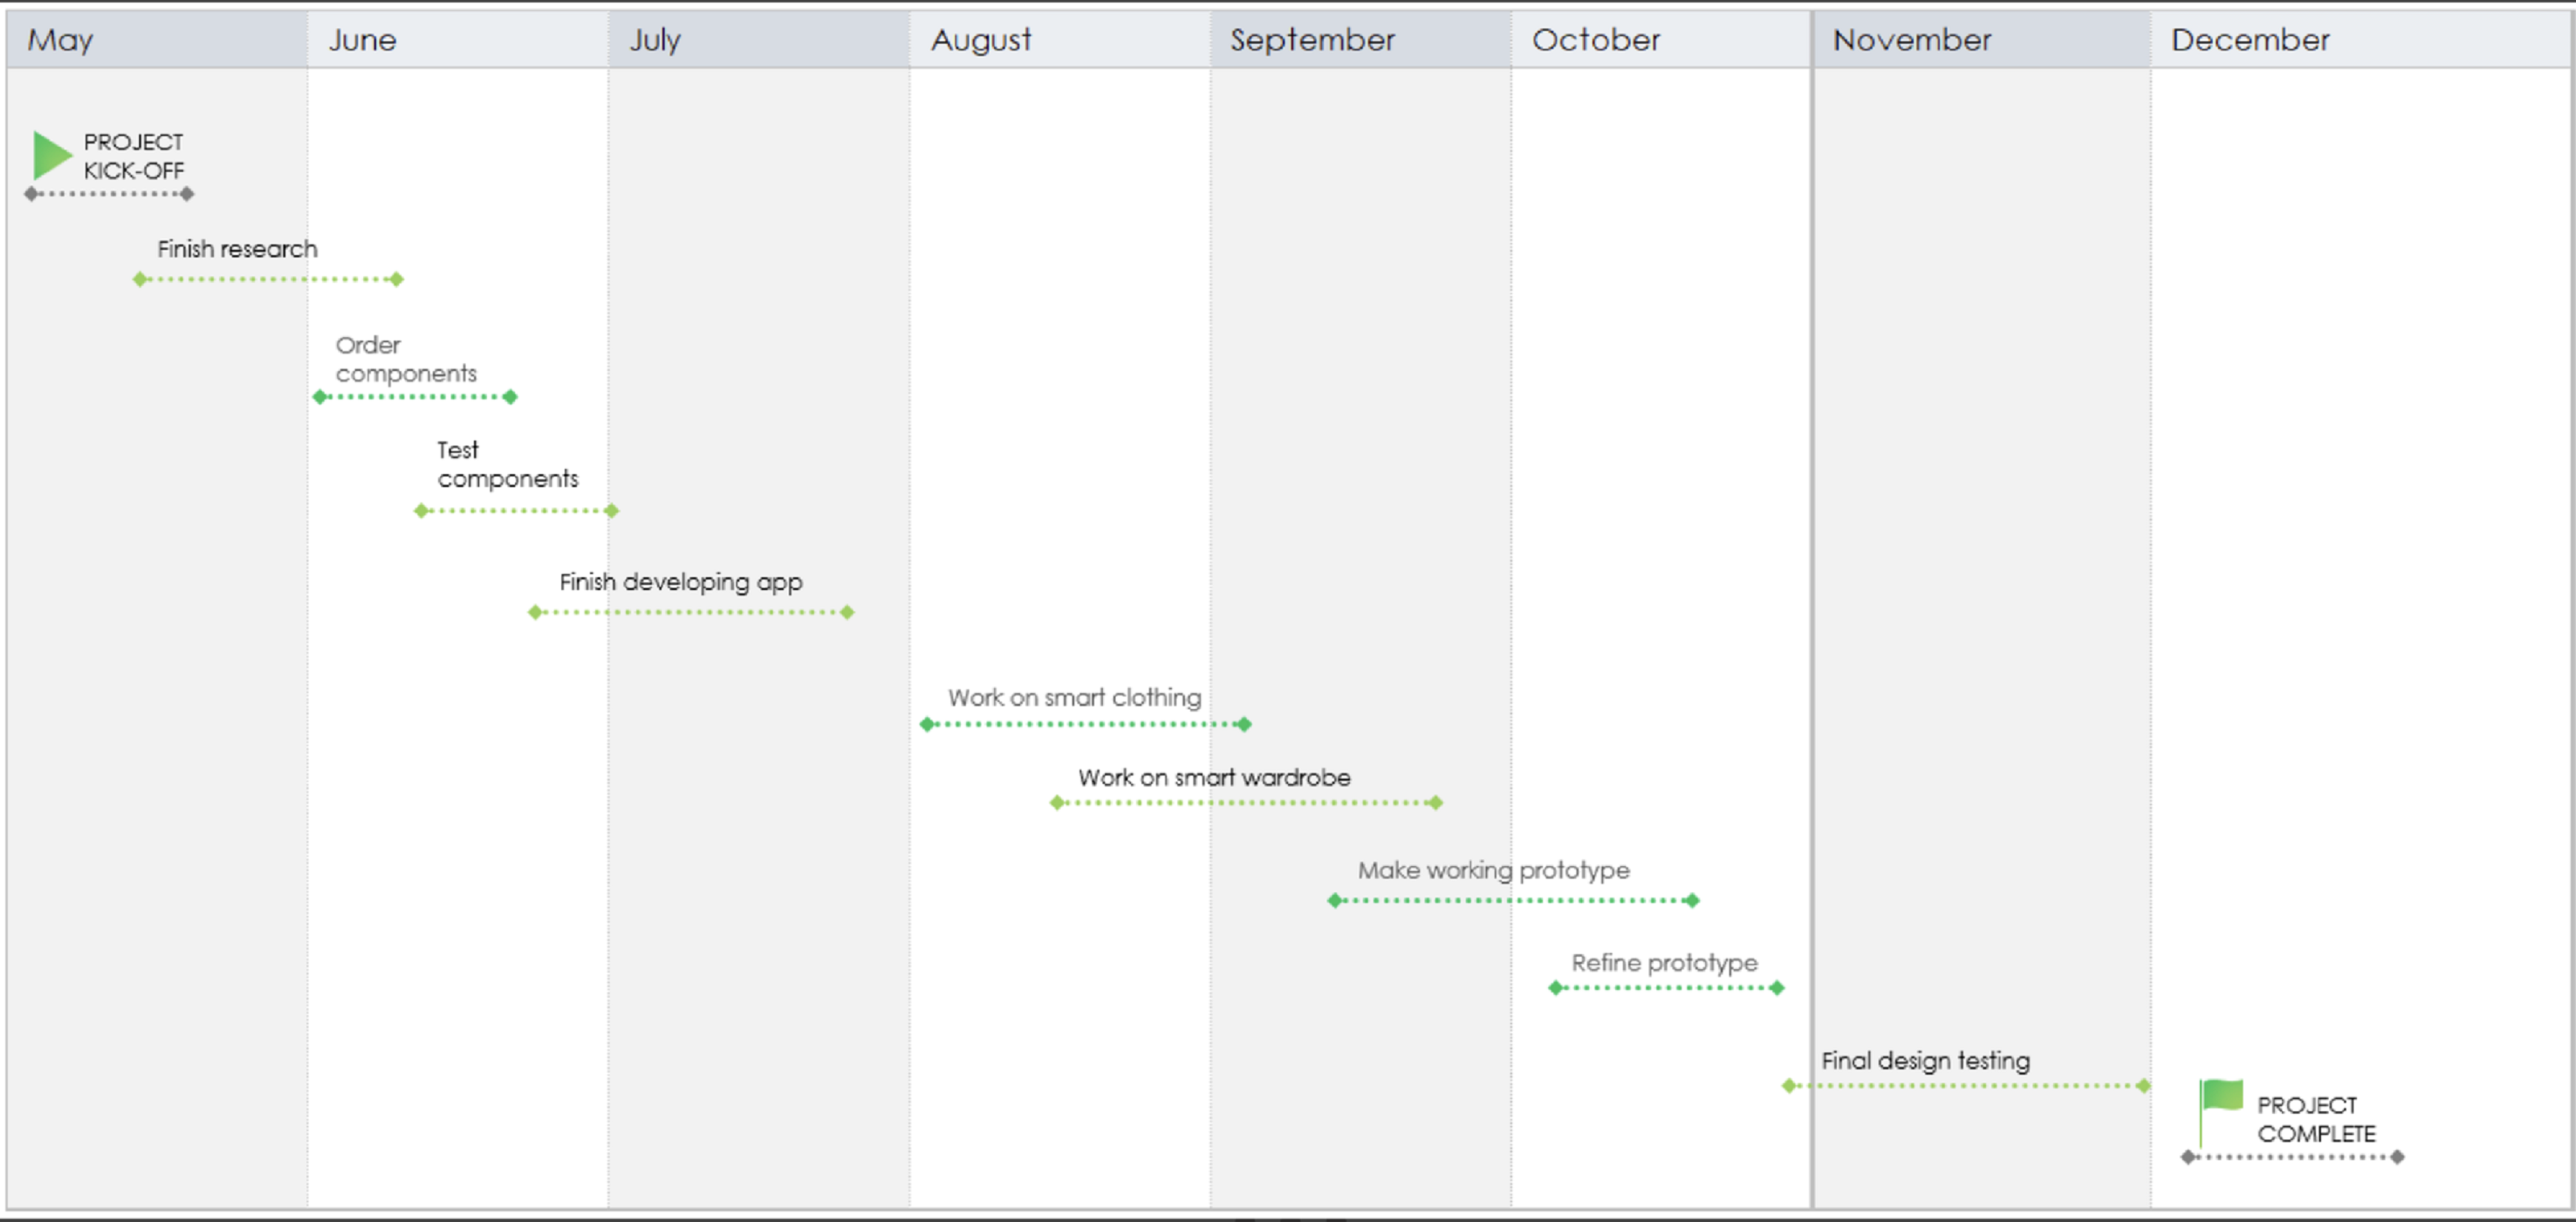 May
June
July
August
September
October
November
December
PROJECT
KICK-OFF
Finish research
Order
components
Test
components
Finish developing app
Work on smart clothing
Work on smart wardrobe
Make working prototype
Refine prototype
Final design testing
PROJECT
COMPLETE